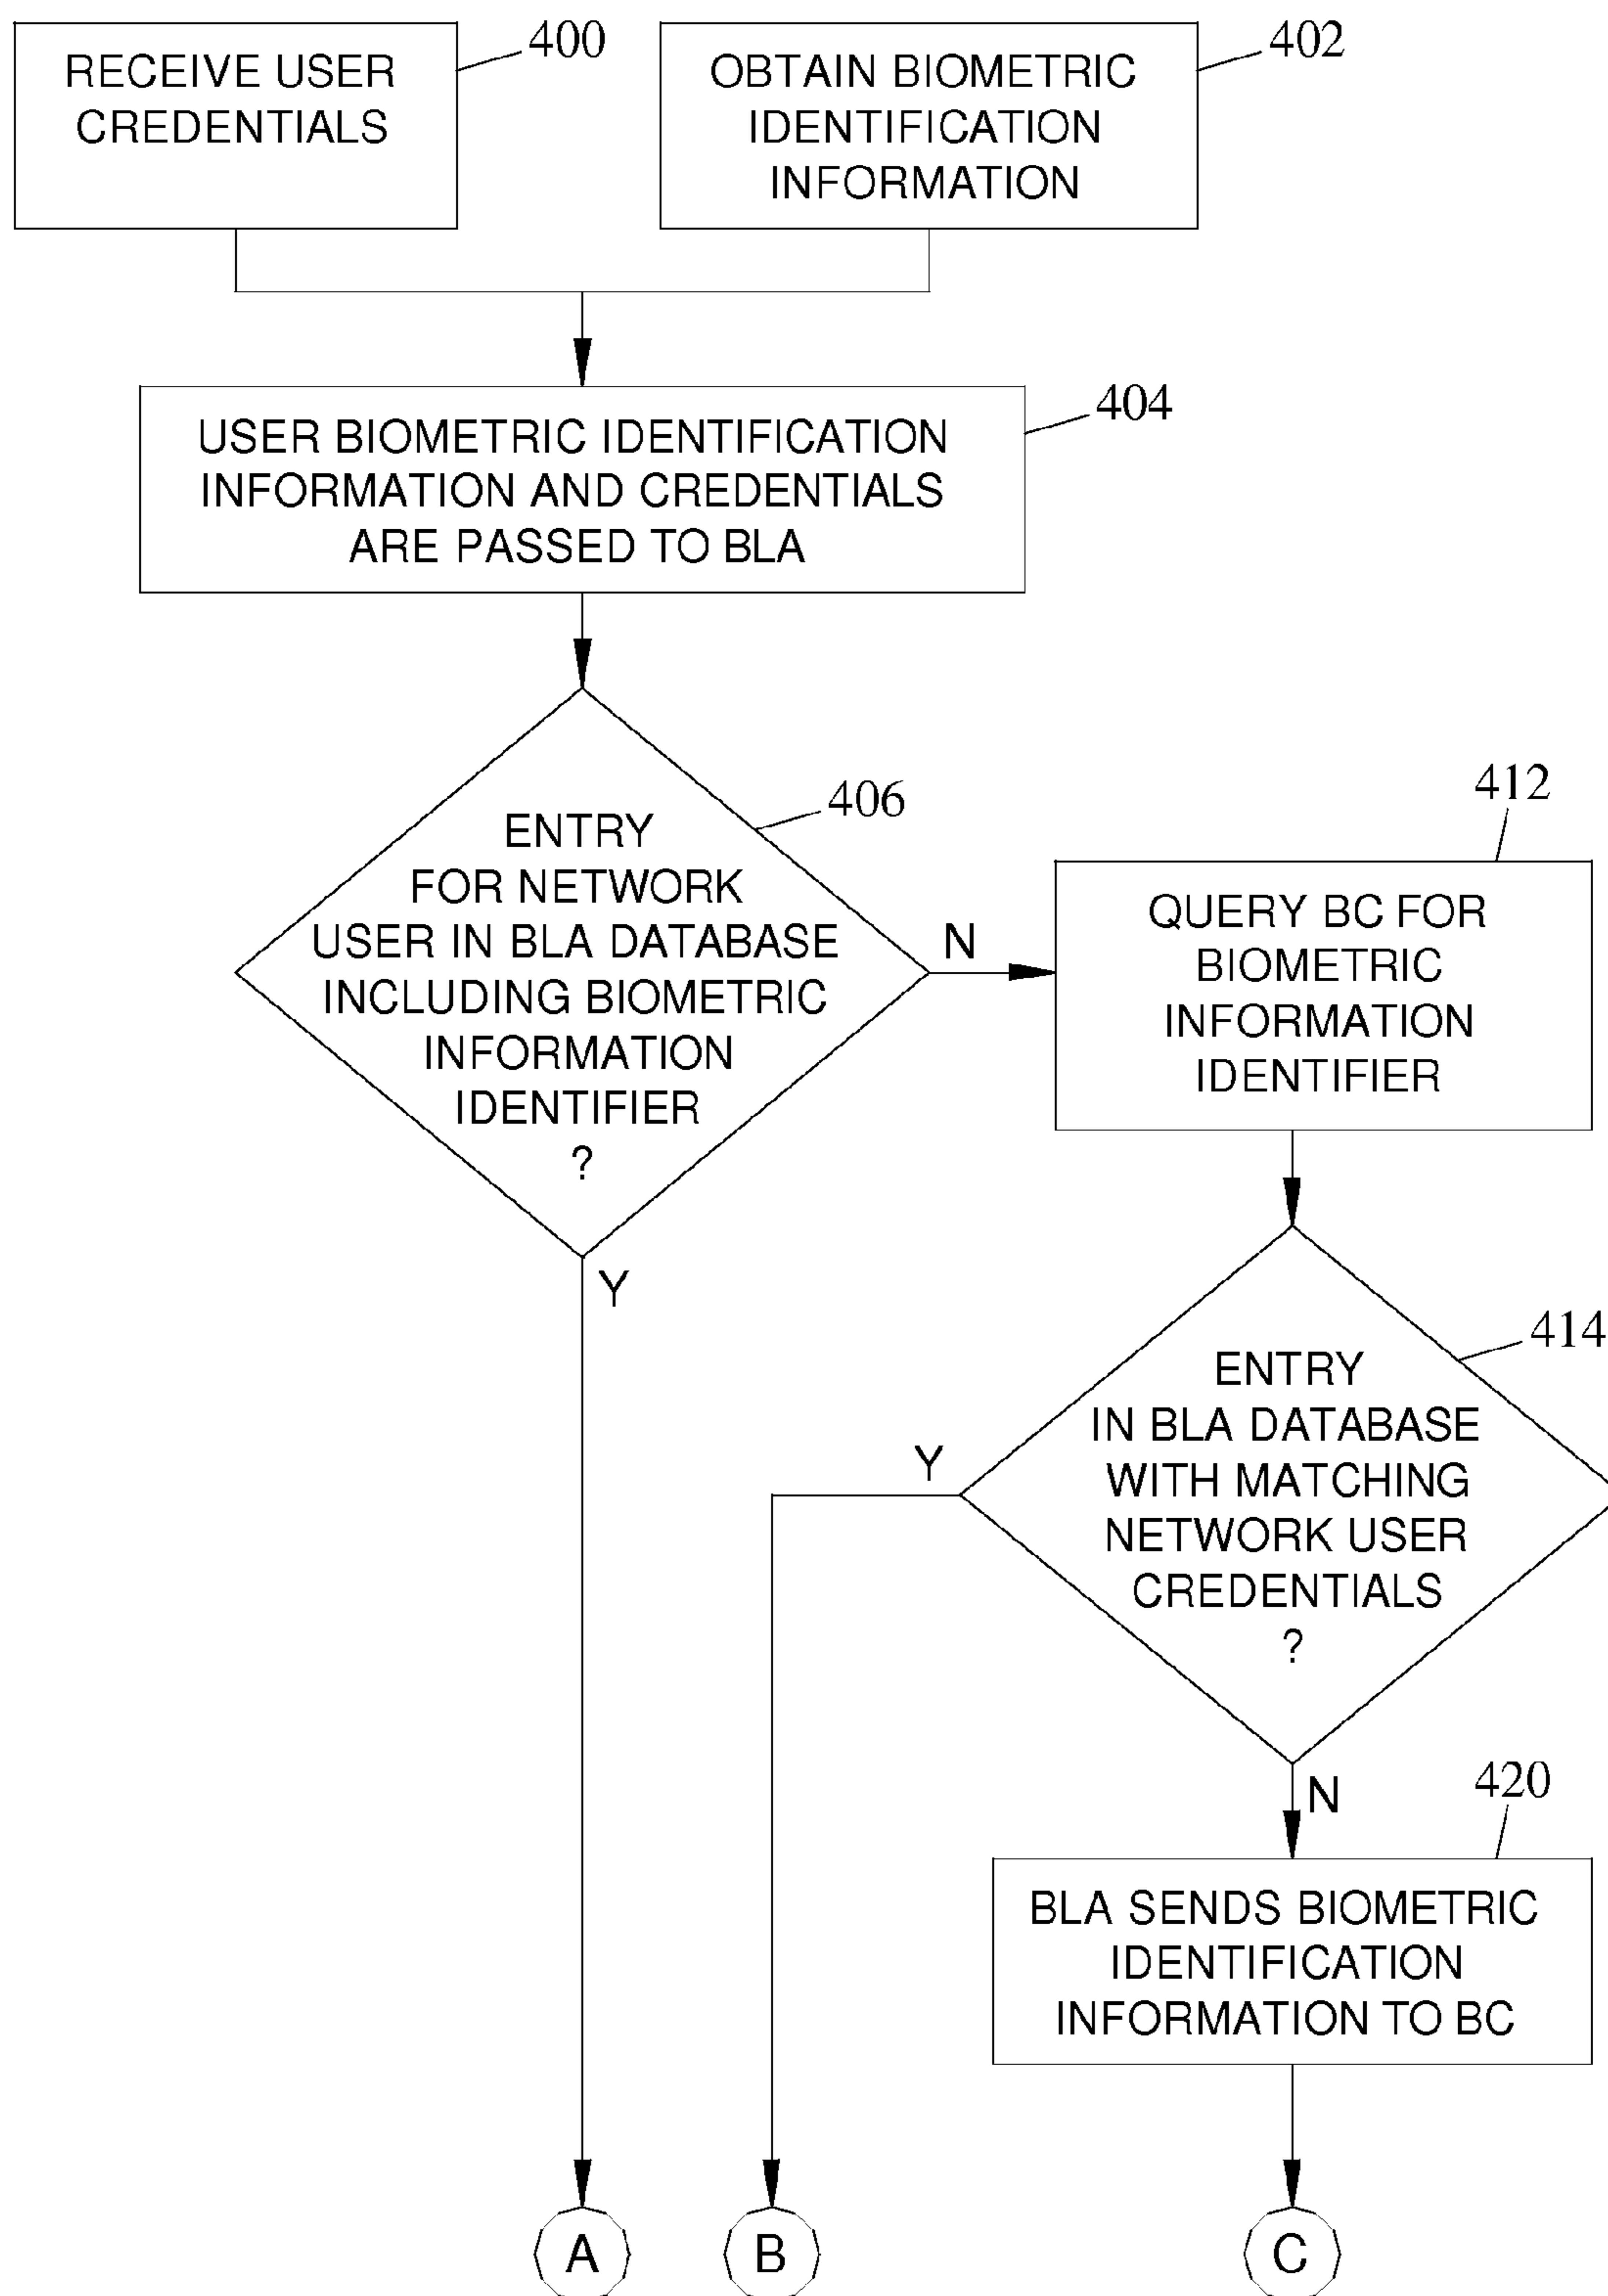 RECEIVE USER
CREDENTIALS
400
OBTAIN BIOMETRIC
IDENTIFICATION
INFORMATION
402
USER BIOMETRIC IDENTIFICATION
INFORMATION AND CREDENTIALS
ARE PASSED TO BLA
404
ENTRY
FOR NETWORK
USER IN BLA DATABASE
INCLUDING BIOMETRIC
INFORMATION
IDENTIFIER
?
406
N
Y
412
QUERY BC FOR
BIOMETRIC
INFORMATION
IDENTIFIER
414
ENTRY
IN BLA DATABASE
WITH MATCHING
NETWORK USER
CREDENTIALS
?
Y
N
420
BLA SENDS BIOMETRIC
IDENTIFICATION
INFORMATION TO BC
A
B
C